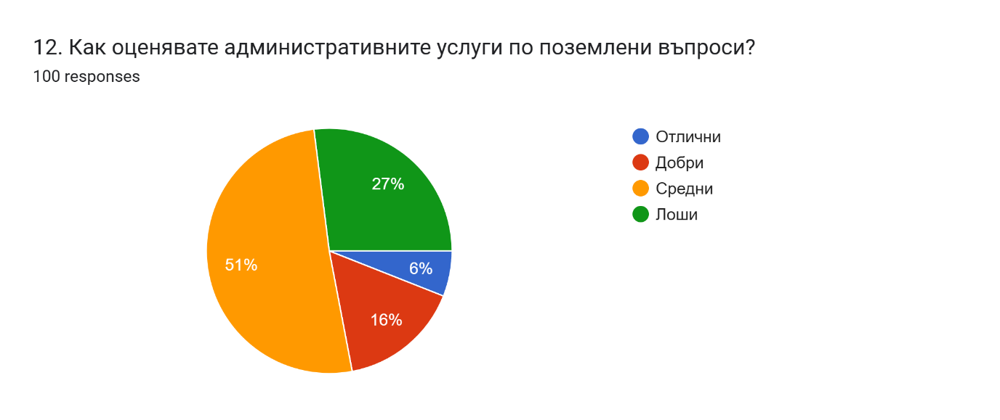 12. Как оценявате административните услуги по поземлени въпроси?
100 responses
Отлични
Добри
Средни
Лоши
27%
51%
6%
16%